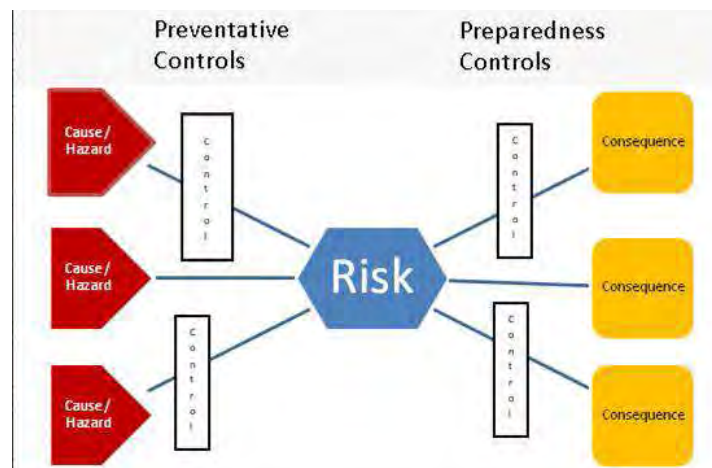 Preventative
Controls
Preparedness
Controls
Cause/
Hazard
Control
Control
Consequence
Cause/
Hazard
Risk
Consequence
Cause/
Hazard
Control
Control
Consequence